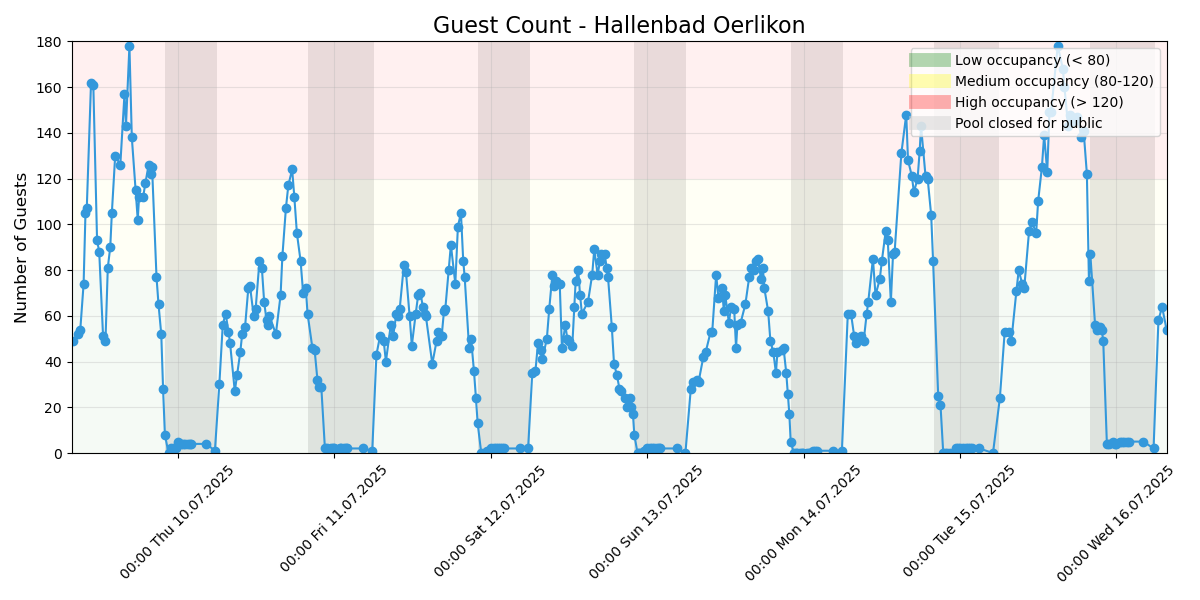 Guest Count - Hallenbad Oerlikon
Number of Guests
180
160
140
120
100
80
60
40
20
0
Low occupancy (< 80)
Medium occupancy (80-120)
High occupancy (> 120)
Pool closed for public
00:00 Thu 10.07.2025
00:00 Fri 11.07.2025
00:00 Sat 12.07.2025
00:00 Sun 13.07.2025
00:00 Mon 14.07.2025
00:00 Tue 15.07.2025
00:00 Wed 16.07.2025